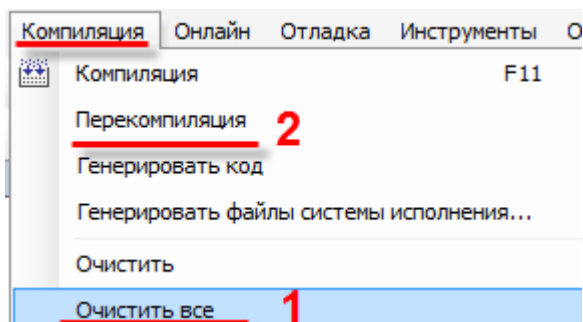 Компиляция Онлайн Отладка Инструменты О
Компиляция F11
Перекомпиляция 2
Генерировать код
Генерировать файлы системы исполнения...
Очистить
Очистить все 1